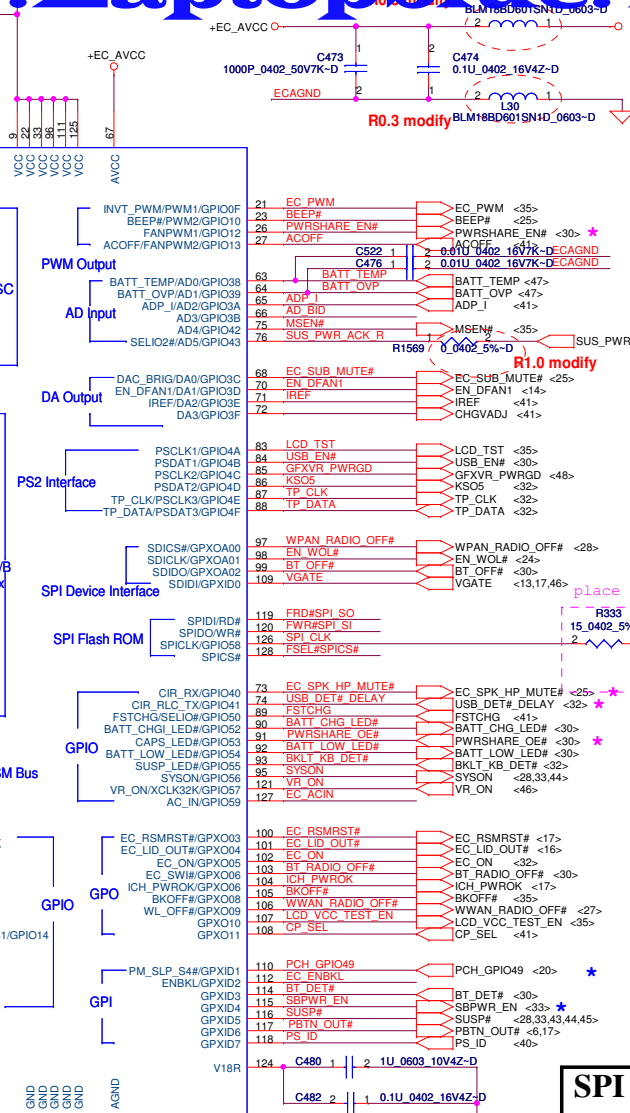 BLM18BD601SN1D_0603~D
+EC_AVCC
+EC_AVCC
C473
1000P_0402_50V7K~D
C474
0.1U_0402_16V4Z~D
ECAGND
L30
R0.3 modify
BLM18BD601SN1D_0603~D
9 22 33 96 111 125 67
VCC VCC VCC VCC VCC VCC AVCC
INVT_PWM/PWM1/GPIO0F 21 EC_PWM EC_PWM <35>
BEEP#/PWM2/GPIO10 23 BEEP# BEEP# <25>
FANPWM1/GPIO12 26 PWRSHARE_EN# PWRSHARE_EN# <30> *
ACOFF/FANPWM2/GPIO13 27 ACOFF ACOFF <41>
C522 1 2 0.01U_0402_16V7K~D ECAGND
PWM Output C476 1 2 0.01U_0402_16V7K~D ECAGND
BATT_TEMP/AD0/GPIO38 63 BATT_TEMP BATT_TEMP <47>
BATT_OVP/AD1/GPIO39 64 BATT_OVP BATT_OVP <47>
ADP_I/AD2/GPIO3A 65 ADP_I ADP_I <41>
AD Input AD3/GPIO3B 66 AD_BID
AD4/GPIO42 75 MSEN# MSEN# <35>
SELIO2#/AD5/GPIO43 76 SUS_PWR_ACK_R 1 2 SUS_PWR
R1569 0_0402_5%~D
R1.0 modify
DAC_BRIG/DA0/GPIO3C 68 EC_SUB_MUTE# EC_SUB_MUTE# <25>
EN_DFAN1/DA1/GPIO3D 70 EN_DFAN1 EN_DFAN1 <14>
DA Output IREF/DA2/GPIO3E 71 IREF IREF <41>
DA3/GPIO3F 72 CHGVADJ <41>
PSCLK1/GPIO4A 83 LCD_TST LCD_TST <35>
PSDAT1/GPIO4B 84 USB_EN# USB_EN# <30>
PSCLK2/GPIO4C 85 GFXVR_PWRGD GFXVR_PWRGD <48>
PS2 Interface PSDAT2/GPIO4D 86 KSO5 KSO5 <32>
TP_CLK/PSCLK3/GPIO4E 87 TP_CLK TP_CLK <32>
TP_DATA/PSDAT3/GPIO4F 88 TP_DATA TP_DATA <32>
SDICS#/GPXOA00 97 WPAN_RADIO_OFF# WPAN_RADIO_OFF# <28>
SDICLK/GPXOA01 98 EN_WOL# EN_WOL# <24>
SDIDO/GPXOA02 99 BT_OFF# BT_OFF# <30>
SDIDI/GPXID0 109 VGATE VGATE <13,17,46>
SPI Device Interface
place
SPIDI/RD# 119 FRD#SPI_SO
SPIDO/WR# 120 FWR#SPI_SI
SPI Flash ROM SPICLK/GPIO58 126 SPI_CLK
SPICS# 128 FSEL#SPICS#
R333
15_0402_5%
2
CIR_RX/GPIO40 73 EC_SPK_HP_MUTE# EC_SPK_HP_MUTE# <25> *
CIR_RLC_TX/GPIO41 74 USB_DET#_DELAY USB_DET#_DELAY <32> *
FSTCHG/SELIO#/GPIO50 89 FSTCHG FSTCHG <41>
BATT_CHGI_LED#/GPIO52 90 BATT_CHG_LED# BATT_CHG_LED# <30>
GPIO CAPS_LED#/GPIO53 91 PWRSHARE_OE# PWRSHARE_OE# <30> *
BATT_LOW_LED#/GPIO54 92 BATT_LOW_LED# BATT_LOW_LED# <30>
SUSP_LED#/GPIO55 93 BKLT_KB_DET# BKLT_KB_DET# <32>
SYSON/GPIO56 95 SYSON SYSON <28,33,44>
VR_ON/XCLK32K/GPIO57 121 VR_ON VR_ON <46>
AC_IN/GPIO59 127 EC_ACIN
M Bus
EC_RSMRST#/GPXO03 100 EC_RSMRST# EC_RSMRST# <17>
EC_LID_OUT#/GPXO04 101 EC_LID_OUT# EC_LID_OUT# <16>
EC_ON/GPXO05 102 EC_ON EC_ON <32>
EC_SWI#/GPXO06 103 BT_RADIO_OFF# BT_RADIO_OFF# <30>
ICH_PWROK/GPXO06 104 ICH_PWROK ICH_PWROK <17>
GPO BKOFF#/GPXO08 105 BKOFF# BKOFF# <35>
GPIO WL_OFF#/GPXO09 106 WWAN_RADIO_OFF# WWAN_RADIO_OFF# <27>
GPXO10 107 LCD_VCC_TEST_EN LCD_VCC_TEST_EN <35>
GPXO11 108 CP_SEL CP_SEL <41>
1/GPIO14
PM_SLP_S4#/GPXID1 110 PCH_GPIO49 PCH_GPIO49 <20> *
ENBKL/GPXID2 112 EC_ENBKL
GPXID3 114 BT_DET# BT_DET# <30>
GPI GPXID4 115 SBPWR_EN SBPWR_EN <33> *
GPXID5 116 SUSP# SUSP# <28,33,43,44,45>
GPXID6 117 PBTN_OUT# PBTN_OUT# <6,17>
GPXID7 118 PS_ID PS_ID <40>
V18R 124 C480 1 2 1U_0603_10V4Z~D
C482 2 1 0.1U_0402_16V4Z~D
GND GND GND GND GND AGND
SPI